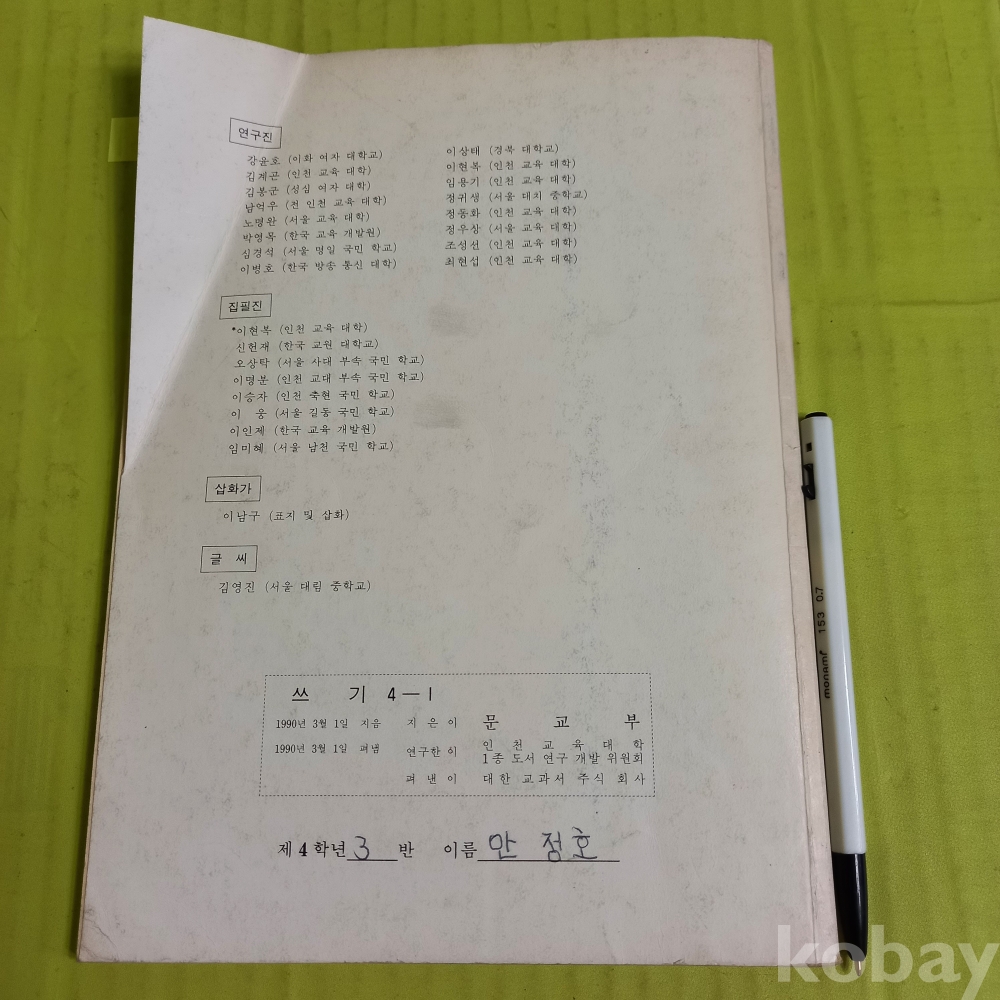 연구진
강윤호 (이화 여자 대학교)
김계곤 (인천 교육 대학)
김봉군 (성심 여자 대학)
남억우 (전 인천 교육 대학)
노명완 (서울 교육 대학)
박영목 (한국 교육 개발원)
심경석 (서울 명일 국민 학교)
이병호 (한국 방송 통신 대학)
이상태 (경북 대학교)
이현복 (인천 교육 대학)
임용기 (인천 교육 대학)
정귀생 (서울 대치 중학교)
정동화 (인천 교육 대학)
정우상 (서울 교육 대학)
조성선 (인천 교육 대학)
최현섭 (인천 교육 대학)
집필진
*이현복 (인천 교육 대학)
신헌재 (한국 교원 대학교)
오상탁 (서울 사대 부속 국민 학교)
이명분 (인천 교대 부속 국민 학교)
이승자 (인천 축현 국민 학교)
이 웅 (서울 길동 국민 학교)
이인제 (한국 교육 개발원)
임미혜 (서울 남천 국민 학교)
삽화가
이남구 (표지 및 삽화)
글 씨
김영진 (서울 대림 중학교)
쓰 기 4—1
1990년 3월 1일 지음 지 은 이 문 교 부
1990년 3월 1일 펴냄 연구한 이 인 천 교 육 대 학
1종 도서 연구 개발 위원회
펴 낸 이 대한 교과서 주식 회사
제 4 학년 3 반 이름 안 정호
monami 153 0.7
kobay